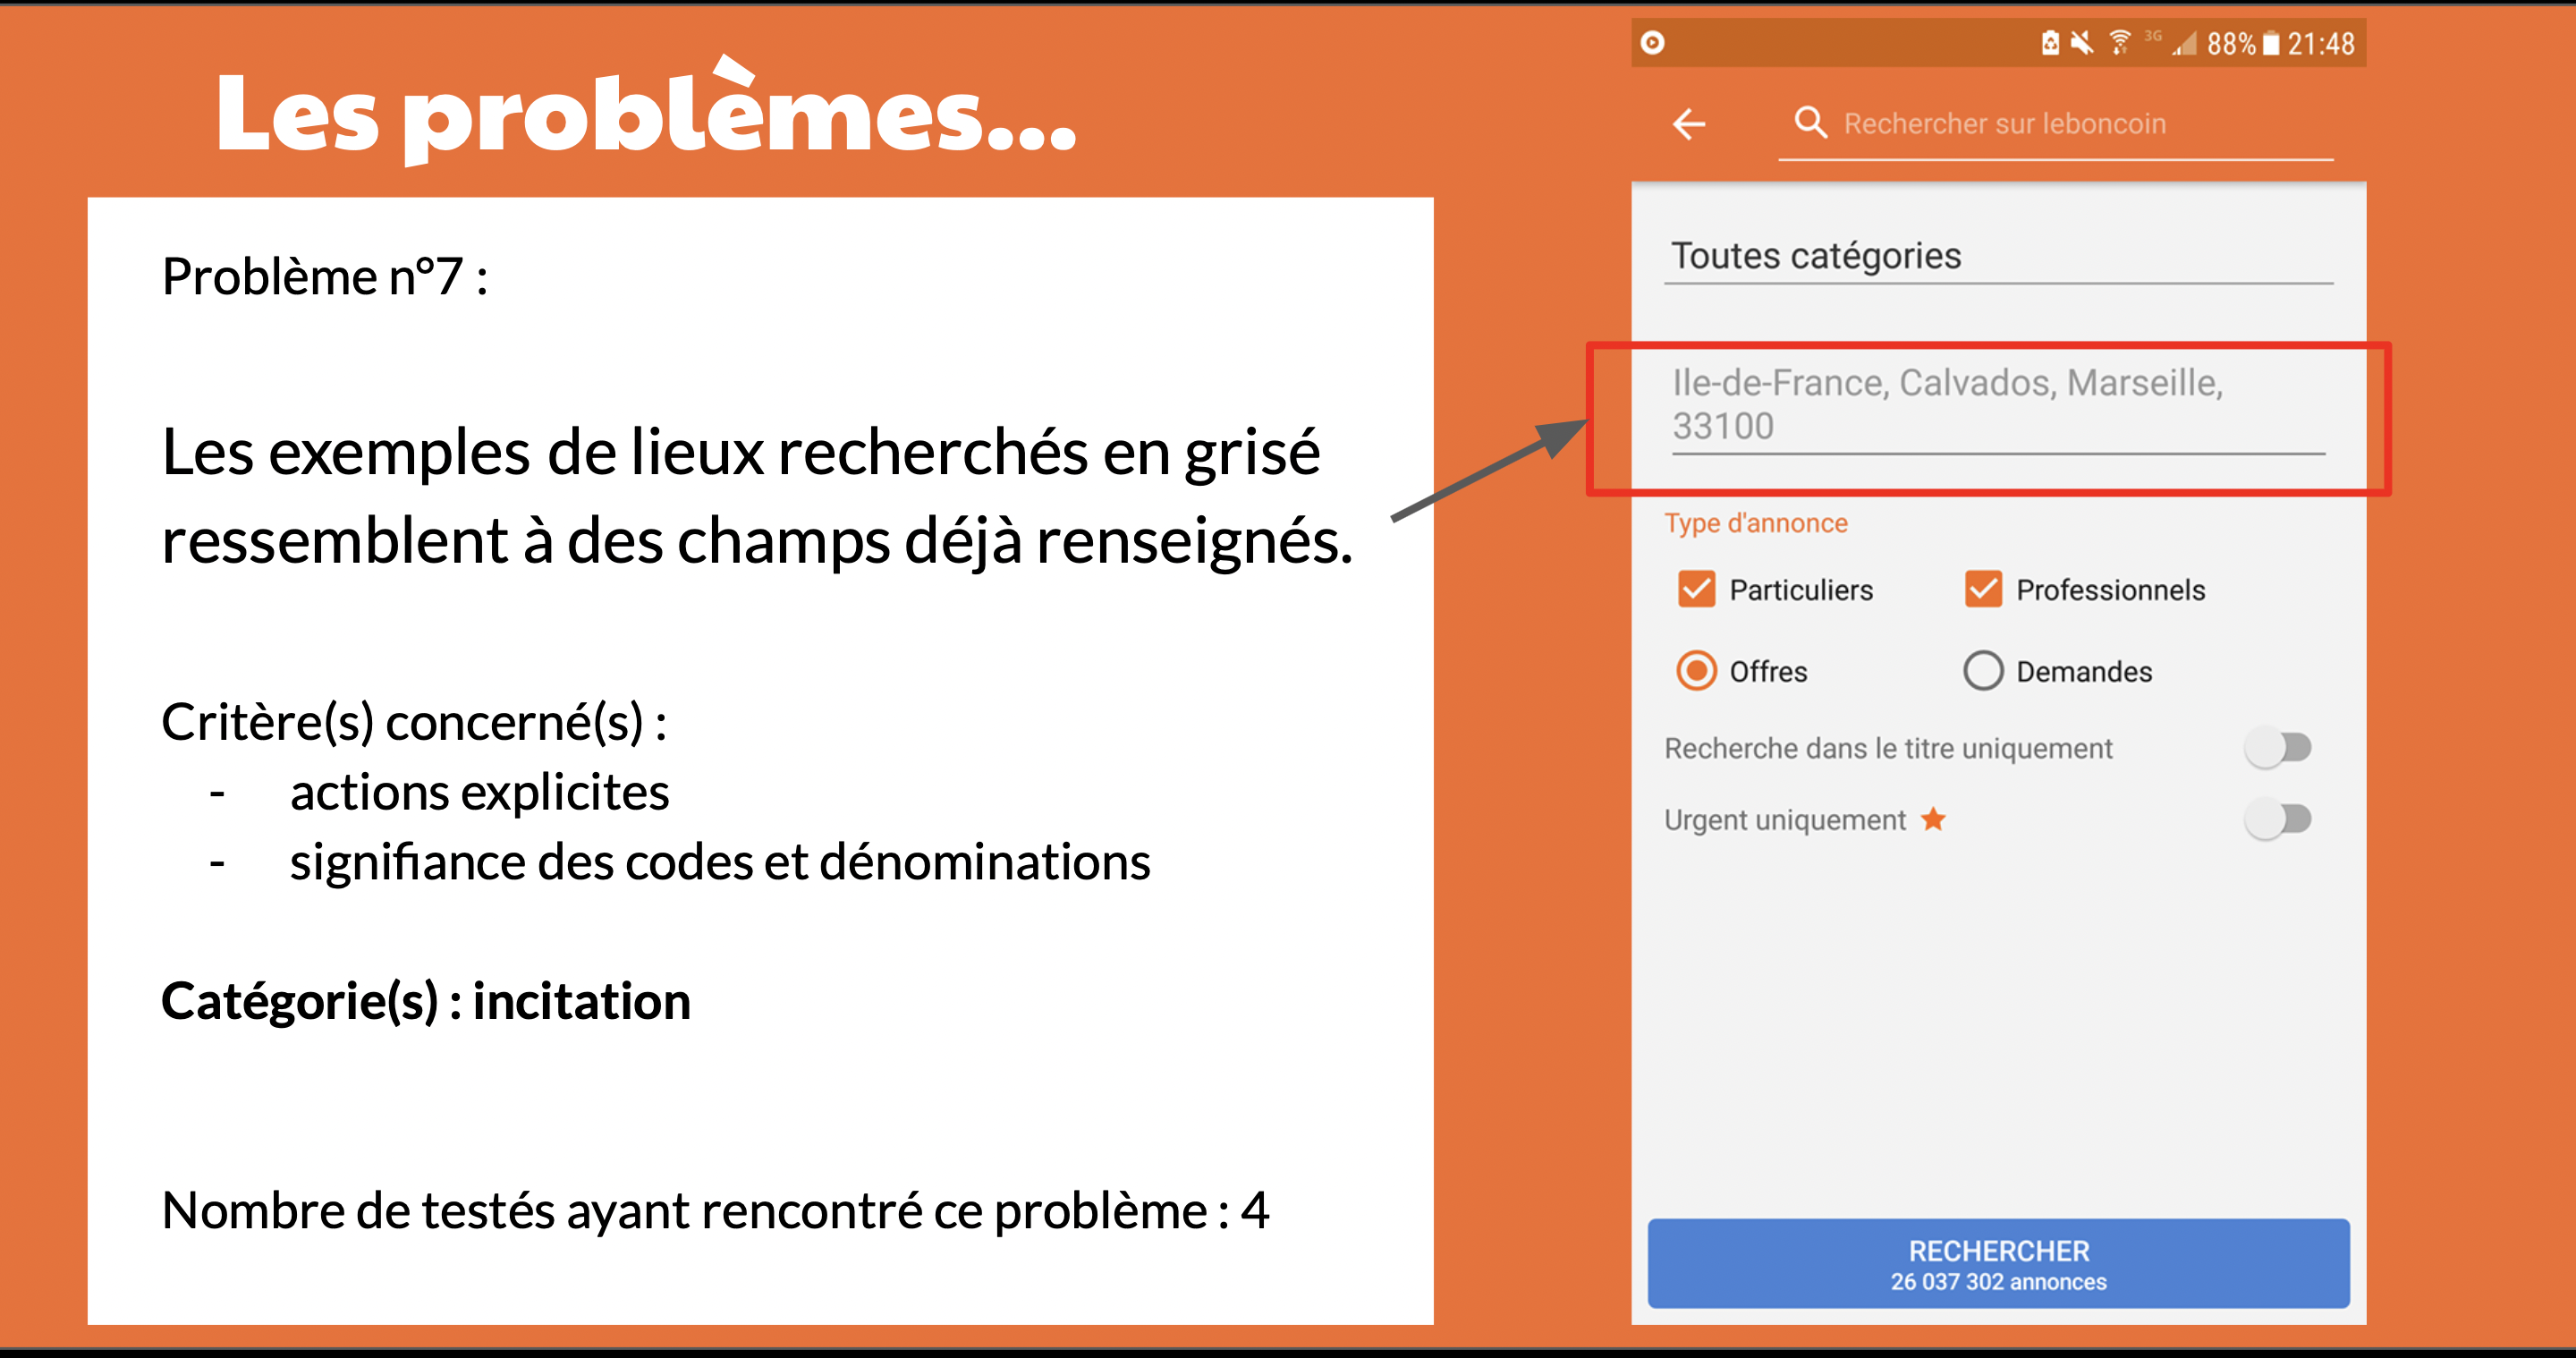 Les problèmes...
Problème n°7 :
Les exemples de lieux recherchés en grisé
ressemblent à des champs déjà renseignés.
Critère(s) concerné(s) :
- actions explicites
- signifiance des codes et dénominations
Catégorie(s) : incitation
Nombre de testés ayant rencontré ce problème : 4
3G 88% 21:48
Rechercher sur leboncoin
Toutes catégories
Ile-de-France, Calvados, Marseille,
33100
Type d'annonce
Particuliers Professionnels
Offres Demandes
Recherche dans le titre uniquement
Urgent uniquement
RECHERCHER
26 037 302 annonces